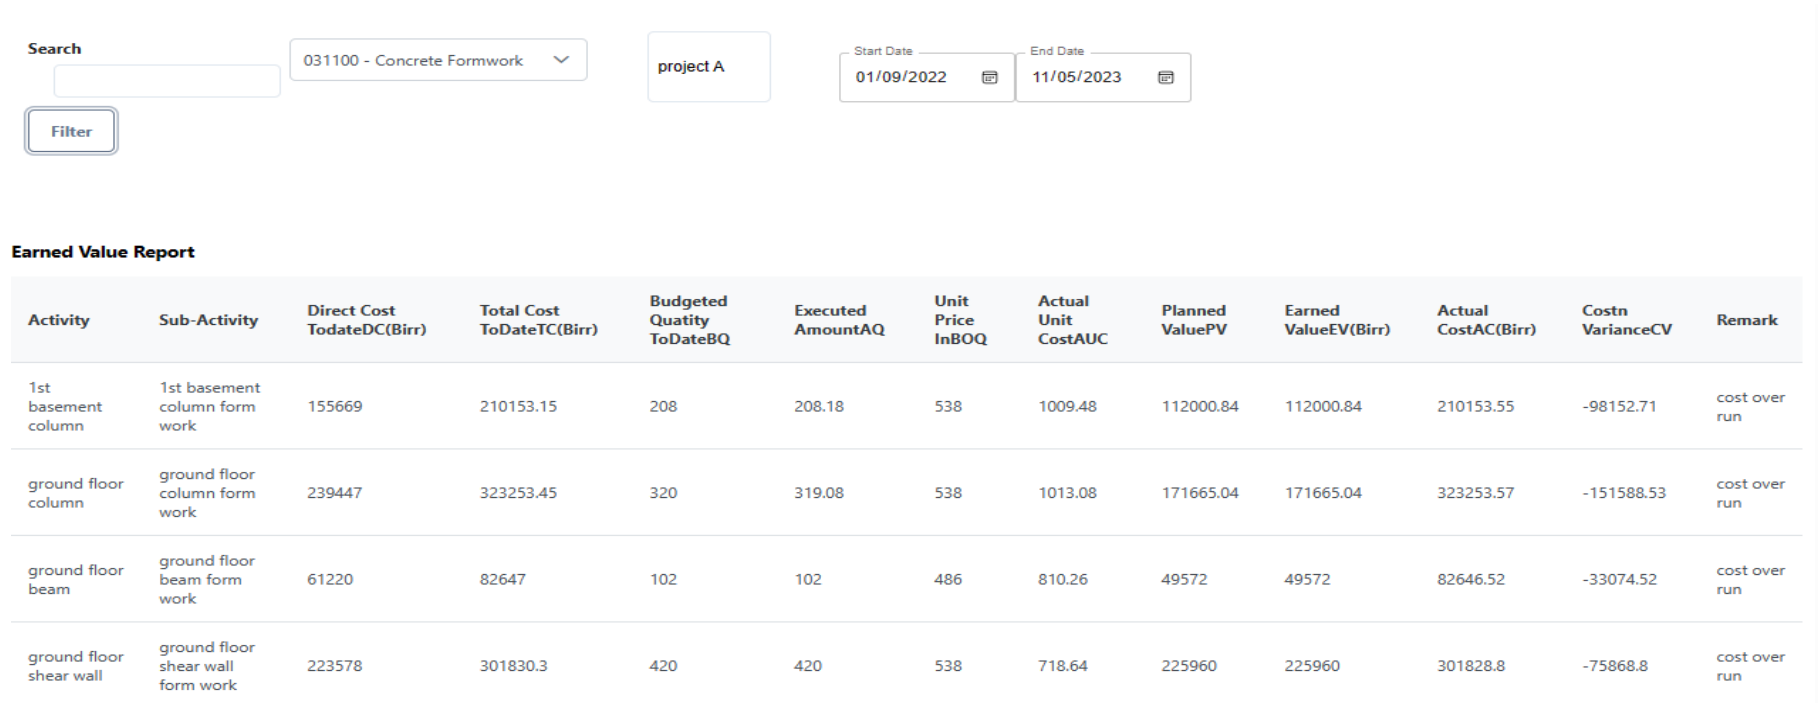 Search
031100 - Concrete Formwork
project A
Start Date
01/09/2022
End Date
11/05/2023
Filter
Earned Value Report
Activity
Sub-Activity
Direct Cost
TodateDC(Birr)
Total Cost
ToDateTC(Birr)
Budgeted
Quatity
ToDateBQ
Executed
AmountAQ
Unit
Price
InBOQ
Actual
Unit
CostAUC
Planned
ValuePV
Earned
ValueEV(Birr)
Actual
CostAC(Birr)
Costn
VarianceCV
Remark
1st
basement
column
1st basement
column form
work
155669
210153.15
208
208.18
538
1009.48
112000.84
112000.84
210153.55
-98152.71
cost over
run
ground floor
column
ground floor
column form
work
239447
323253.45
320
319.08
538
1013.08
171665.04
171665.04
323253.57
-151588.53
cost over
run
ground floor
beam
ground floor
beam form
work
61220
82647
102
102
486
810.26
49572
49572
82646.52
-33074.52
cost over
run
ground floor
shear wall
ground floor
shear wall
form work
223578
301830.3
420
420
538
718.64
225960
225960
301828.8
-75868.8
cost over
run